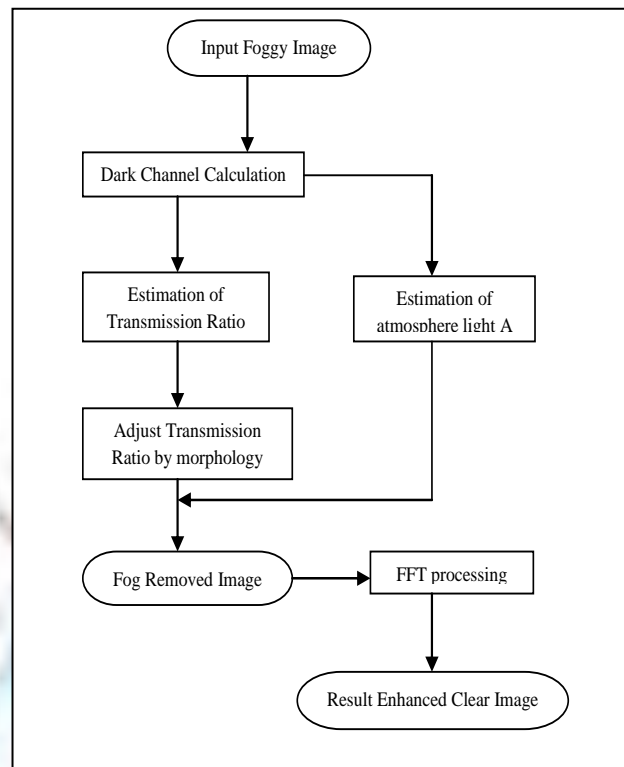 Input Foggy Image
Dark Channel Calculation
Estimation of
Transmission Ratio
Estimation of
atmosphere light A
Adjust Transmission
Ratio by morphology
Fog Removed Image
FFT processing
Result Enhanced Clear Image